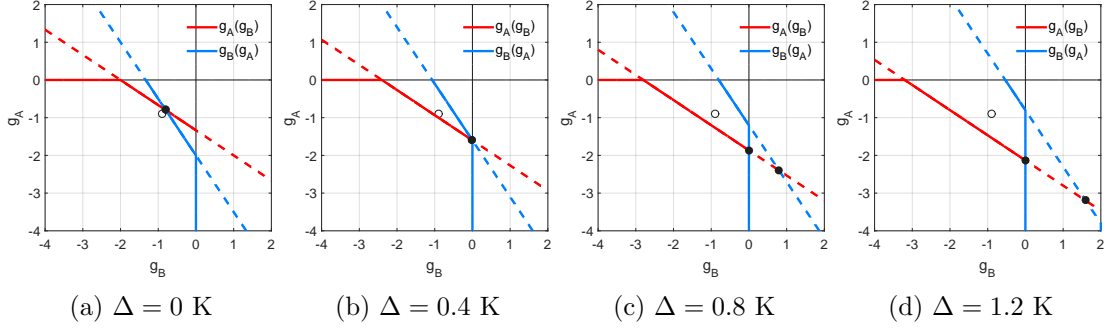 2
1
0
-1
-2
-3
-4
g_A
-4 -3 -2 -1 0 1 2
g_B
g_A(g_B)
g_B(g_A)
(a) Δ = 0 K
2
1
0
-1
-2
-3
-4
g_A
-4 -3 -2 -1 0 1 2
g_B
g_A(g_B)
g_B(g_A)
(b) Δ = 0.4 K
2
1
0
-1
-2
-3
-4
g_A
-4 -3 -2 -1 0 1 2
g_B
g_A(g_B)
g_B(g_A)
(c) Δ = 0.8 K
2
1
0
-1
-2
-3
-4
g_A
-4 -3 -2 -1 0 1 2
g_B
g_A(g_B)
g_B(g_A)
(d) Δ = 1.2 K